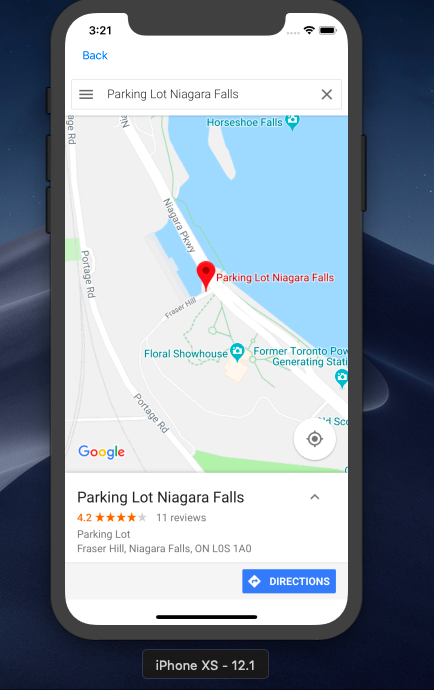 3:21
Back
Parking Lot Niagara Falls
Horseshoe Falls
Portage Rd
Niagara Pkwy
Parking Lot Niagara Falls
Fraser Hill
Floral Showhouse
Former Toronto Pow
Generating Stati
Portage Rd
Google
Parking Lot Niagara Falls
4.2 11 reviews
Parking Lot
Fraser Hill, Niagara Falls, ON L0S 1A0
DIRECTIONS
iPhone XS - 12.1